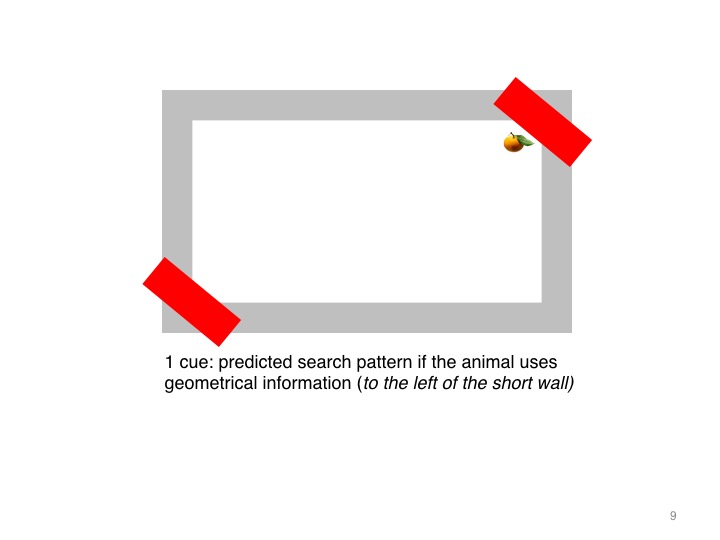 1 cue: predicted search pattern if the animal uses
geometrical information (to the left of the short wall)
9